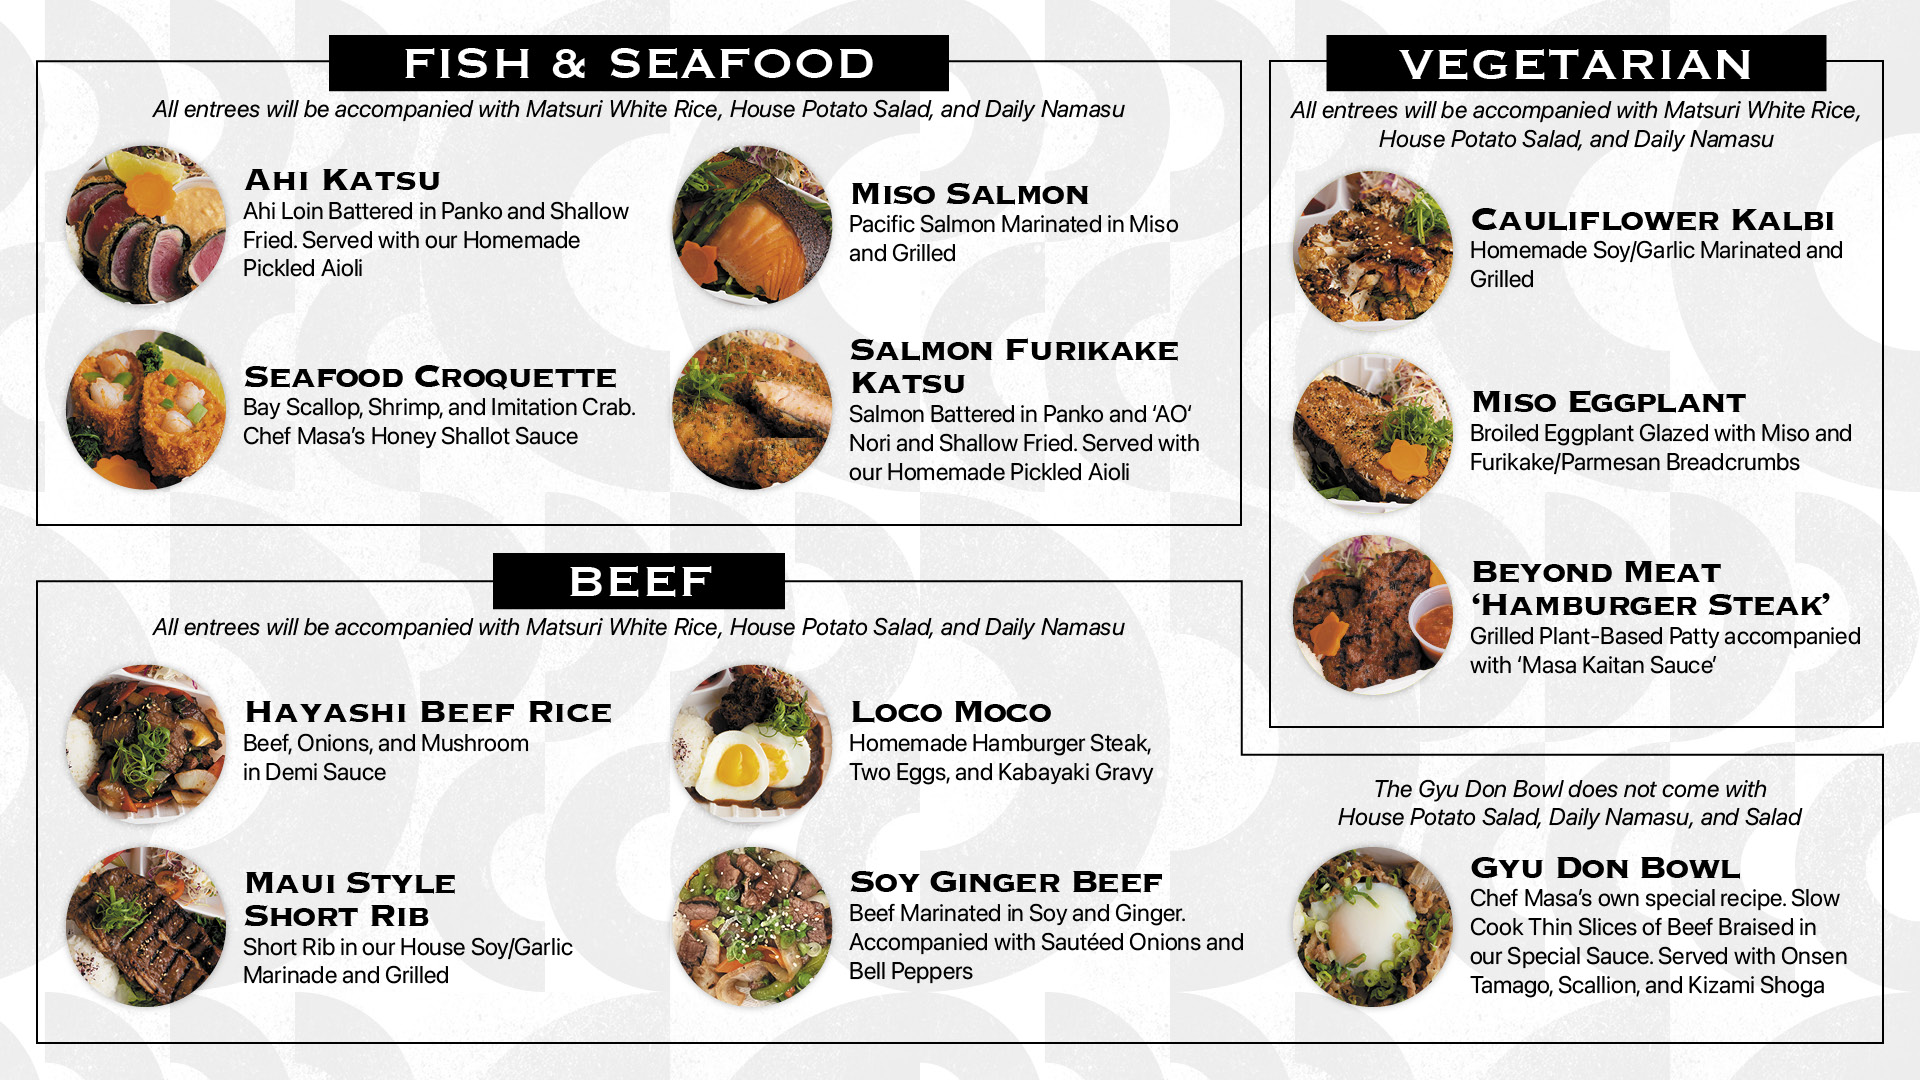 FISH & SEAFOOD
All entrees will be accompanied with Matsuri White Rice, House Potato Salad, and Daily Namasu
AHI KATSU
Ahi Loin Battered in Panko and Shallow
Fried. Served with our Homemade
Pickled Aioli
MISO SALMON
Pacific Salmon Marinated in Miso
and Grilled
SEAFOOD CROQUETTE
Bay Scallop, Shrimp, and Imitation Crab.
Chef Masa’s Honey Shallot Sauce
SALMON FURIKAKE
KATSU
Salmon Battered in Panko and ‘AO’
Nori and Shallow Fried. Served with
our Homemade Pickled Aioli
VEGETARIAN
All entrees will be accompanied with Matsuri White Rice,
House Potato Salad, and Daily Namasu
CAULIFLOWER KALBI
Homemade Soy/Garlic Marinated and
Grilled
MISO EGGPLANT
Broiled Eggplant Glazed with Miso and
Furikake/Parmesan Breadcrumbs
BEYOND MEAT
‘HAMBURGER STEAK’
Grilled Plant-Based Patty accompanied
with ‘Masa Kaitan Sauce’
BEEF
All entrees will be accompanied with Matsuri White Rice, House Potato Salad, and Daily Namasu
HAYASHI BEEF RICE
Beef, Onions, and Mushroom
in Demi Sauce
LOCO MOCO
Homemade Hamburger Steak,
Two Eggs, and Kabayaki Gravy
MAUI STYLE
SHORT RIB
Short Rib in our House Soy/Garlic
Marinade and Grilled
SOY GINGER BEEF
Beef Marinated in Soy and Ginger.
Accompanied with Sautéed Onions and
Bell Peppers
The Gyu Don Bowl does not come with
House Potato Salad, Daily Namasu, and Salad
GYU DON BOWL
Chef Masa’s own special recipe. Slow
Cook Thin Slices of Beef Braised in
our Special Sauce. Served with Onsen
Tamago, Scallion, and Kizami Shoga